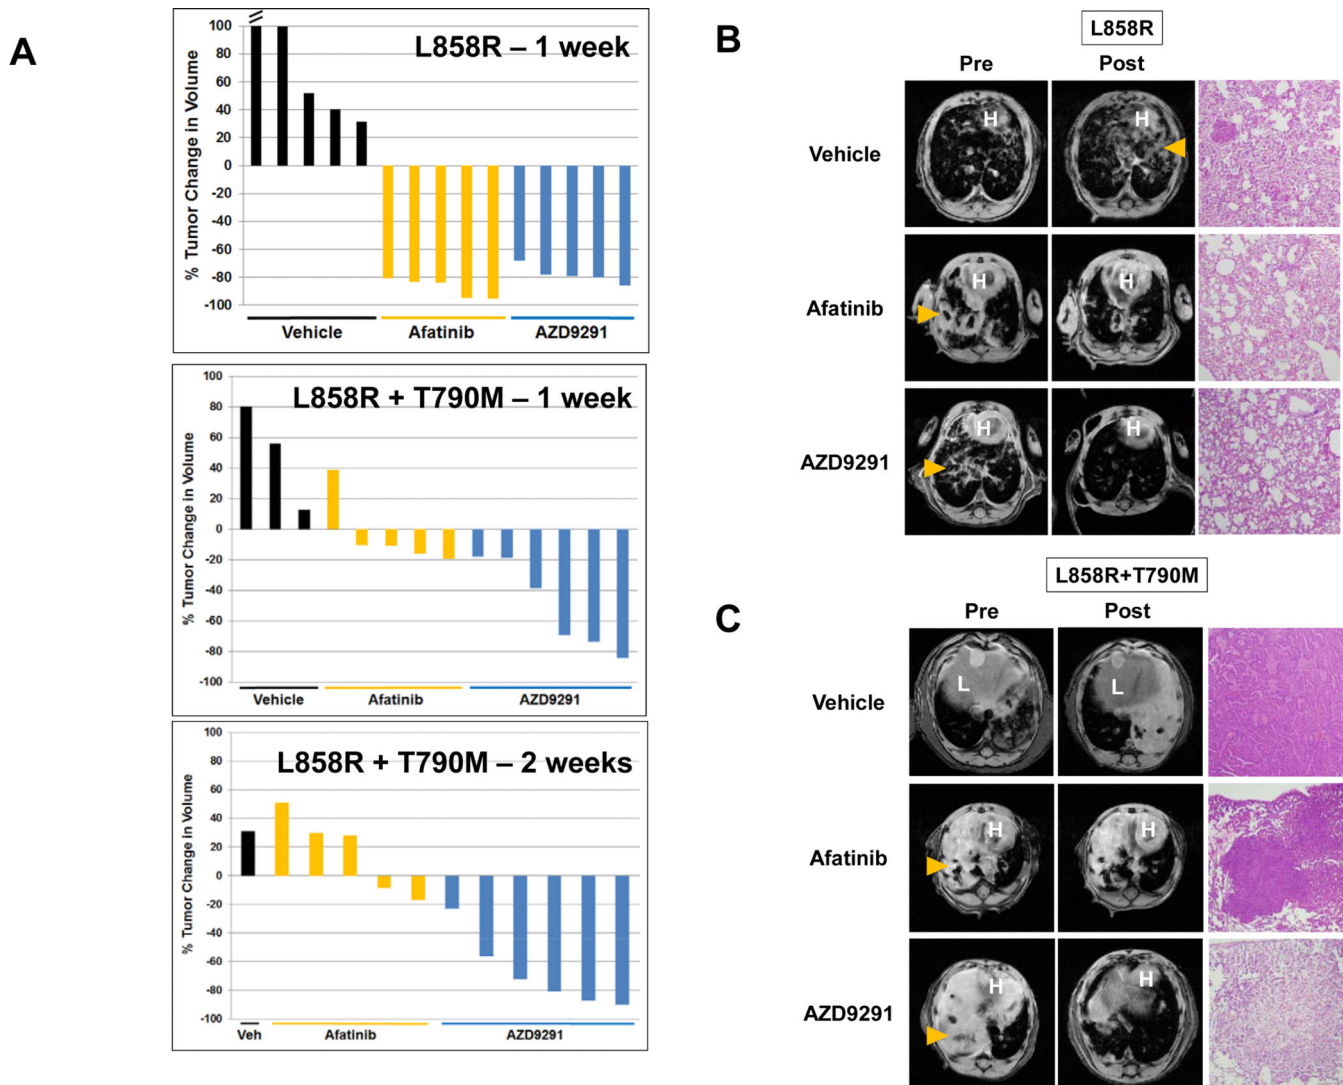 A
% Tumor Change in Volume
L858R – 1 week
100
80
60
40
20
0
-20
-40
-60
-80
-100
Vehicle Afatinib AZD9291
% Tumor Change in Volume
L858R + T790M – 1 week
100
80
60
40
20
0
-20
-40
-60
-80
-100
Vehicle Afatinib AZD9291
% Tumor Change in Volume
L858R + T790M – 2 weeks
100
80
60
40
20
0
-20
-40
-60
-80
-100
Veh Afatinib AZD9291
B
L858R
Pre Post
Vehicle
H H
Afatinib
H H
AZD9291
H H
C
L858R+T790M
Pre Post
Vehicle
L L
Afatinib
H H
AZD9291
H H